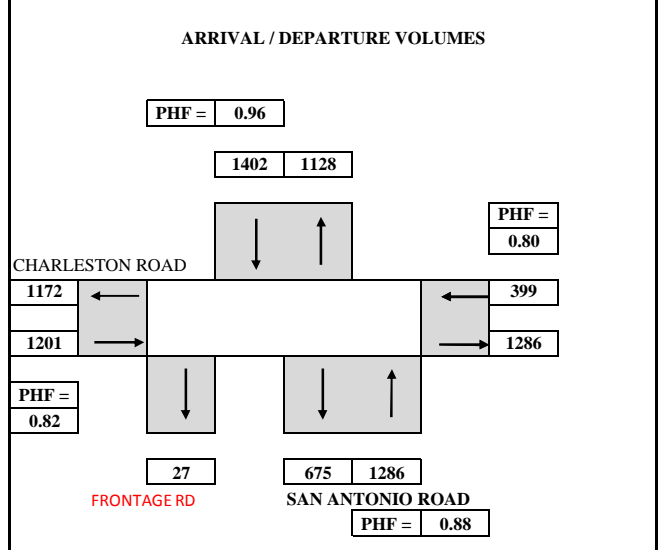 ARRIVAL / DEPARTURE VOLUMES
PHF = 0.96
1402 1128
PHF =
0.80
CHARLESTON ROAD
1172 399
1201 1286
PHF =
0.82
27 675 1286
FRONTAGE RD SAN ANTONIO ROAD
PHF = 0.88